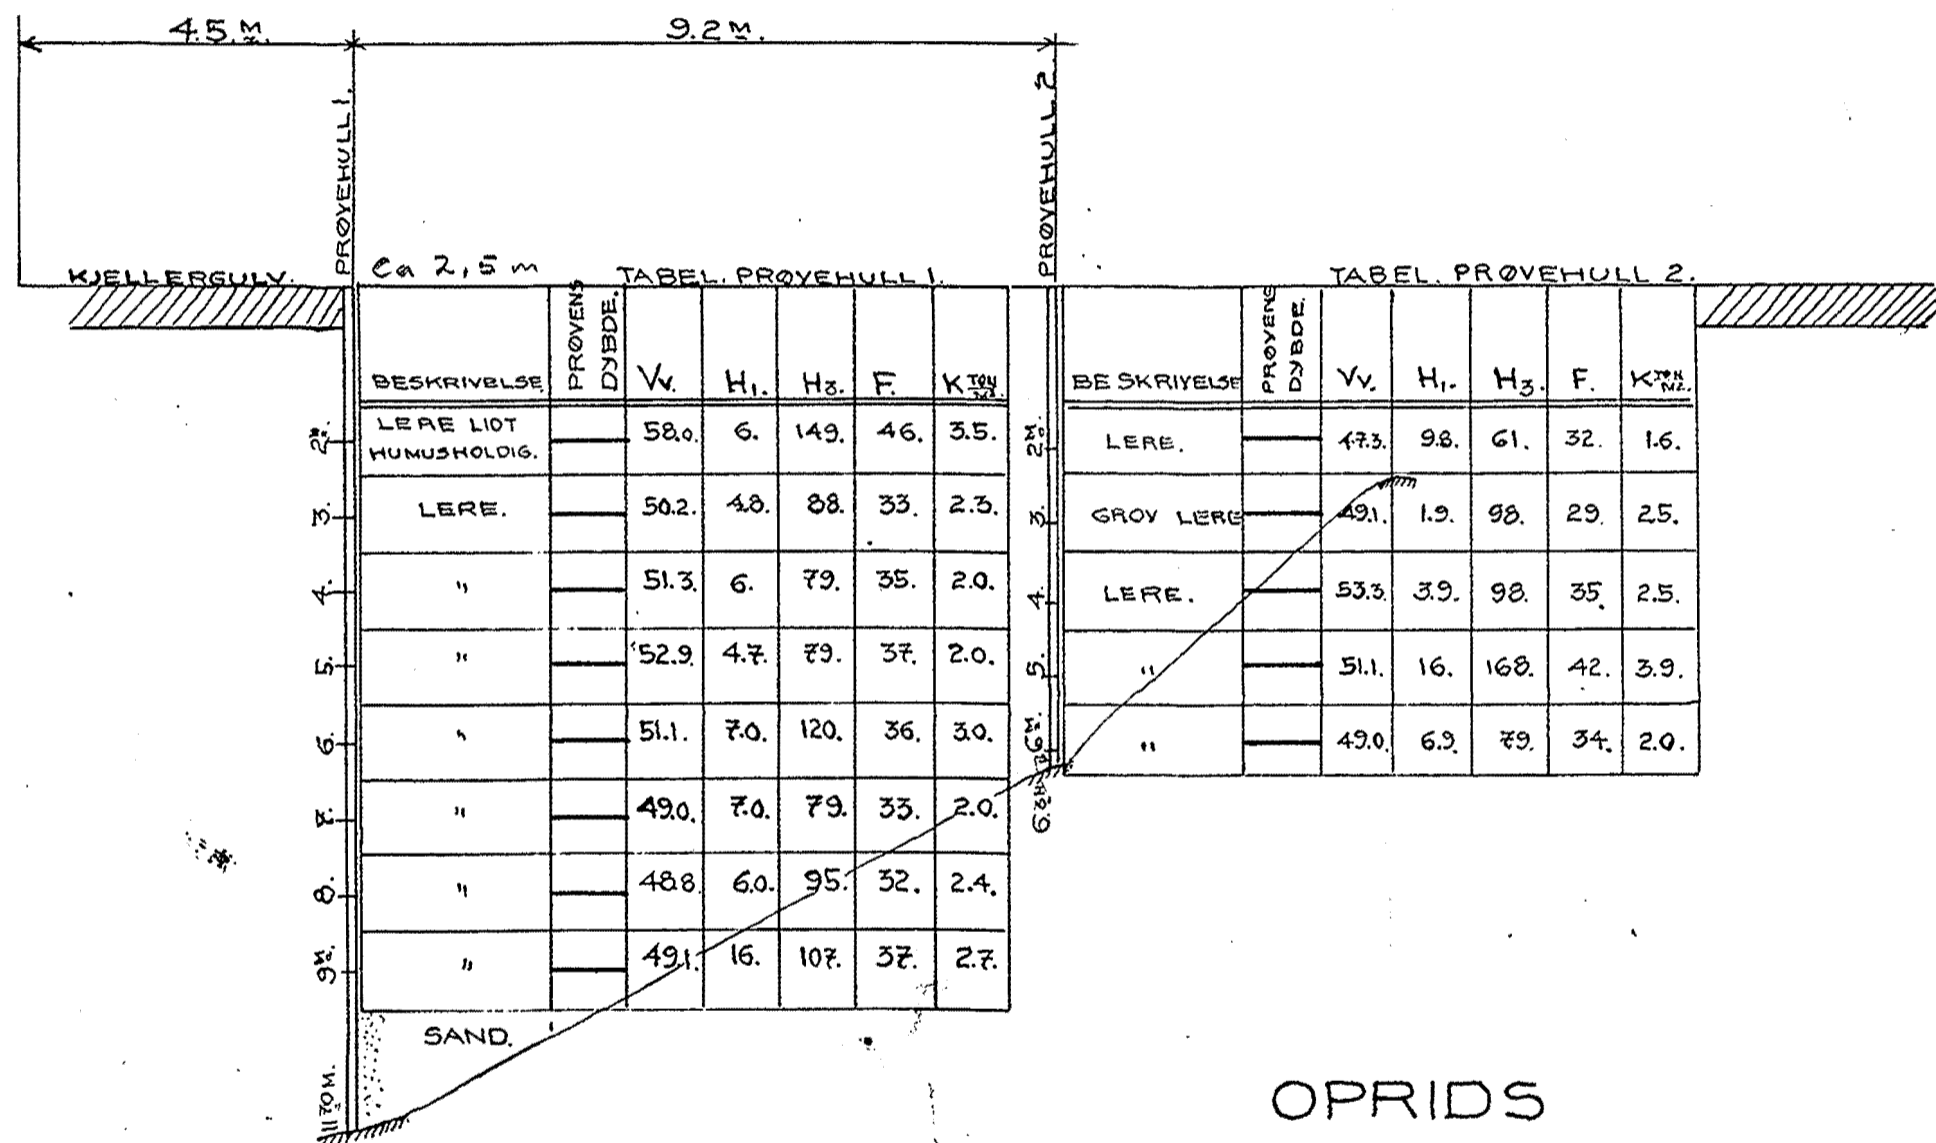 4.5. M.
9.2 M.
PRØVEHULL 1.
PRØVEHULL 2.
KJELLERGULV.
Ca 2,5 m
TABEL. PRØVEHULL 1.
BESKRIVELSE PRØVENS DYBDE. Vv. H1. H3. F. K TON M2.
2M. LERE LIOT HUMUSHOLDIG. 58.0. 6. 149. 46. 3.5.
3. LERE. 50.2. 4.8. 88. 33. 2.3.
4. " 51.3. 6. 79. 35. 2.0.
5. " 52.9. 4.7. 79. 37. 2.0.
6. " 51.1. 7.0. 120. 36. 3.0.
7. " 49.0. 7.0. 79. 33. 2.0.
8. " 48.8. 6.0. 95. 32. 2.4.
9M. " 49.1. 16. 107. 37. 2.7.
SAND.
11.70 M.
TABEL. PRØVEHULL 2.
BESKRIVELSE PRØVENS DYBDE. Vv. H1. H3. F. K TON M2.
2M. LERE. 47.3. 9.8. 61. 32. 1.6.
3. GROV LERE 49.1. 1.9. 98. 29. 2.5.
4. LERE. 53.3. 3.9. 98. 35. 2.5.
5. " 51.1. 16. 168. 42. 3.9.
6M. " 49.0. 6.9. 79. 34. 2.0.
6.3M.
OPRIDS